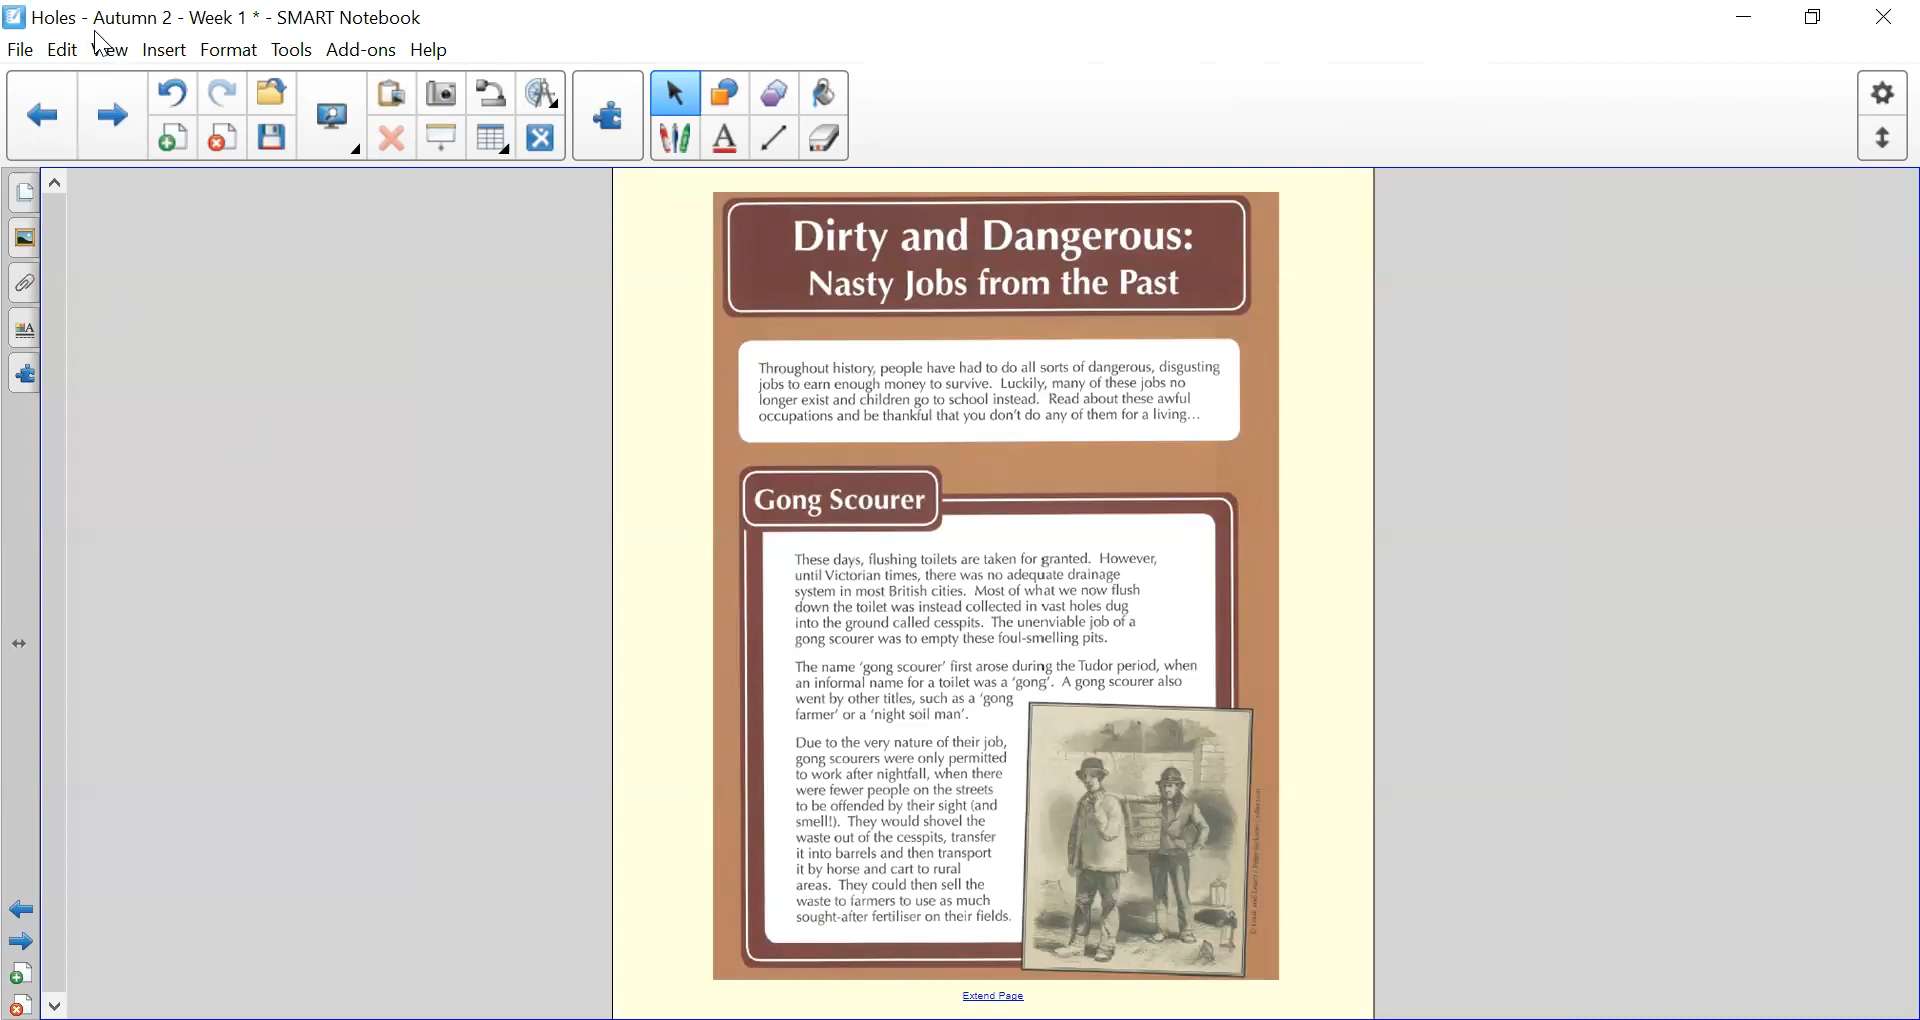 Holes - Autumn 2 - Week 1 * - SMART Notebook
File Edit View Insert Format Tools Add-ons Help
Dirty and Dangerous:
Nasty Jobs from the Past
Throughout history, people have had to do all sorts of dangerous, disgusting
jobs to earn enough money to survive. Luckily, many of these jobs no
longer exist and children go to school instead. Read about these awful
occupations and be thankful that you don't do any of them for a living...
Gong Scourer
These days, flushing toilets are taken for granted. However,
until Victorian times, there was no adequate drainage
system in most British cities. Most of what we now flush
down the toilet was instead collected in vast holes dug
into the ground called cesspits. The unenviable job of a
gong scourer was to empty these foul-smelling pits.
The name 'gong scourer' first arose during the Tudor period, when
an informal name for a toilet was a 'gong'. A gong scourer also
went by other titles, such as a 'gong
farmer' or a 'night soil man'.
Due to the very nature of their job,
gong scourers were only permitted
to work after nightfall, when there
were fewer people on the streets
to be offended by their sight (and
smell!). They would shovel the
waste out of the cesspits, transfer
it into barrels and then transport
it by horse and cart to rural
areas. They could then sell the
waste to farmers to use as much
sought-after fertiliser on their fields.
Extend Page